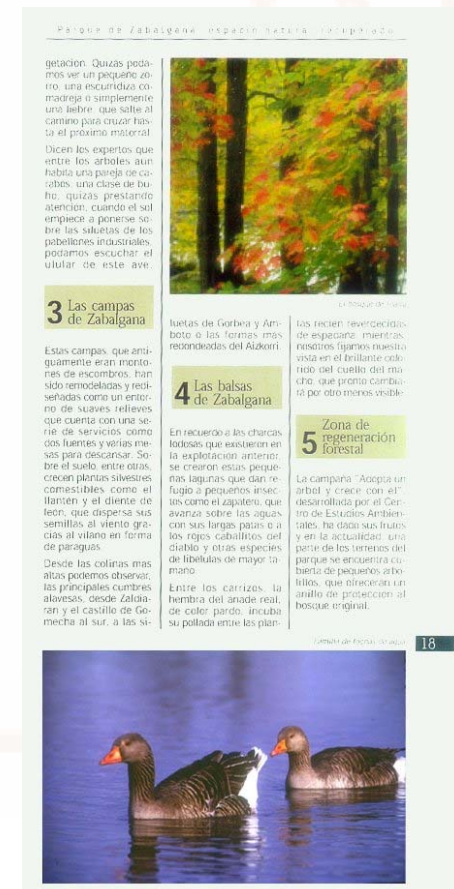 Parque de Zabalgana: espacio natural recuperado
getación. Quizás poda-
mos ver un pequeño zo-
rro, una escurridiza co-
madreja o simplemente
una liebre que salte al
camino para cruzar has-
ta el próximo matorral.
Dicen los expertos que
entre los árboles aún
habita una pareja de cá-
rabos, una clase de bu-
ho, quizás prestando
atención, cuando el sol
empiece a ponerse so-
bre las siluetas de los
pabellones industriales,
podamos escuchar el
ulular de este ave.
3 Las campas
de Zabalgana
Estas campas, que anti-
guamente eran monto-
nes de escombros, han
sido remodeladas y redi-
señadas como un entor-
no de suaves relieves
que cuenta con una se-
rie de servicios como
dos fuentes y varias me-
sas para descansar. So-
bre el suelo, entre otras,
crecen plantas silvestres
comestibles como el
llantén y el diente de
león, que dispersa sus
semillas al viento gra-
cias al vilano en forma
de paraguas.
Desde las colinas mas
altas podemos observar,
las principales cumbres
alavesas, desde Zaldia-
ran y el castillo de Go-
mecha al sur, a las si-
luetas de Gorbea y Am-
boto o las formas más
redondeadas del Aizkorri.
4 Las balsas
de Zabalgana
En recuerdo a las charcas
lodosas que existieron en
la explotación anterior,
se crearon estas peque-
ñas lagunas que dan re-
fugio a pequeños insec-
tos como el zapatero, que
avanza sobre las aguas
con sus largas patas o a
los rojos caballitos del
diablo y otras especies
de libélulas de mayor ta-
maño.
Entre los carrizos, la
hembra del ánade real,
de color pardo, incuba
su pollada entre las plan-
tas recién reverdecidas
de espadaña, mientras,
nosotros fijamos nuestra
vista en el brillante colo-
rido del cuello del ma-
cho, que pronto cambia-
rá por otro menos visible.
5 Zona de
regeneración
forestal
La campaña "Adopta un
árbol y crece con él",
desarrollada por el Cen-
tro de Estudios Ambien-
tales, ha dado sus frutos
y en la actualidad, una
parte de los terrenos del
parque se encuentra cu-
bierta de pequeños arbo-
lillos, que ofrecerán un
anillo de protección al
bosque original.
18